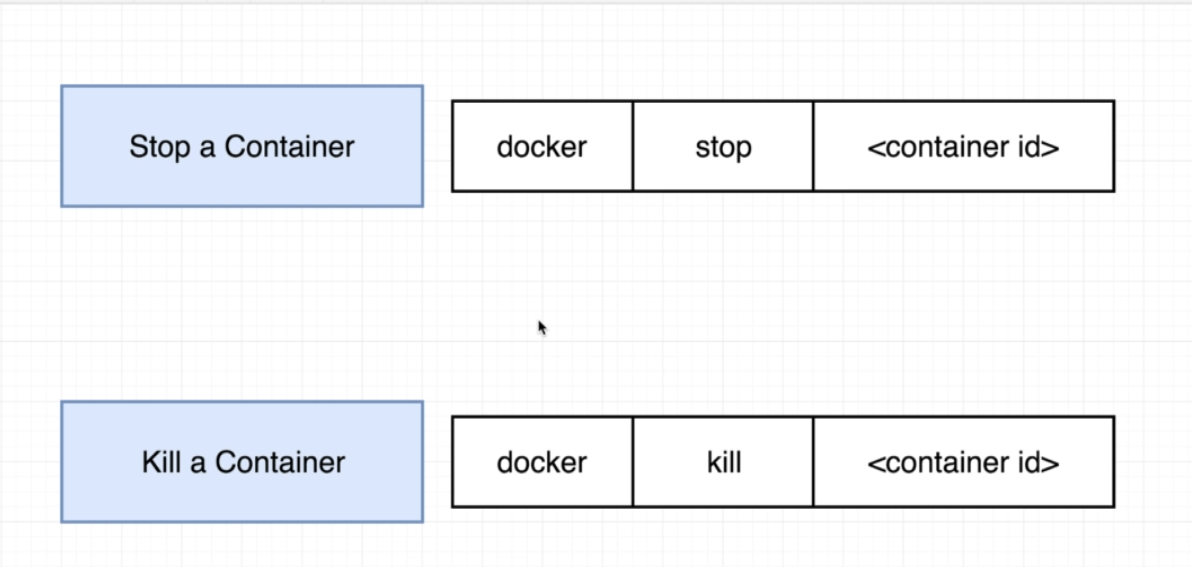 Stop a Container
docker stop <container id>
Kill a Container
docker kill <container id>